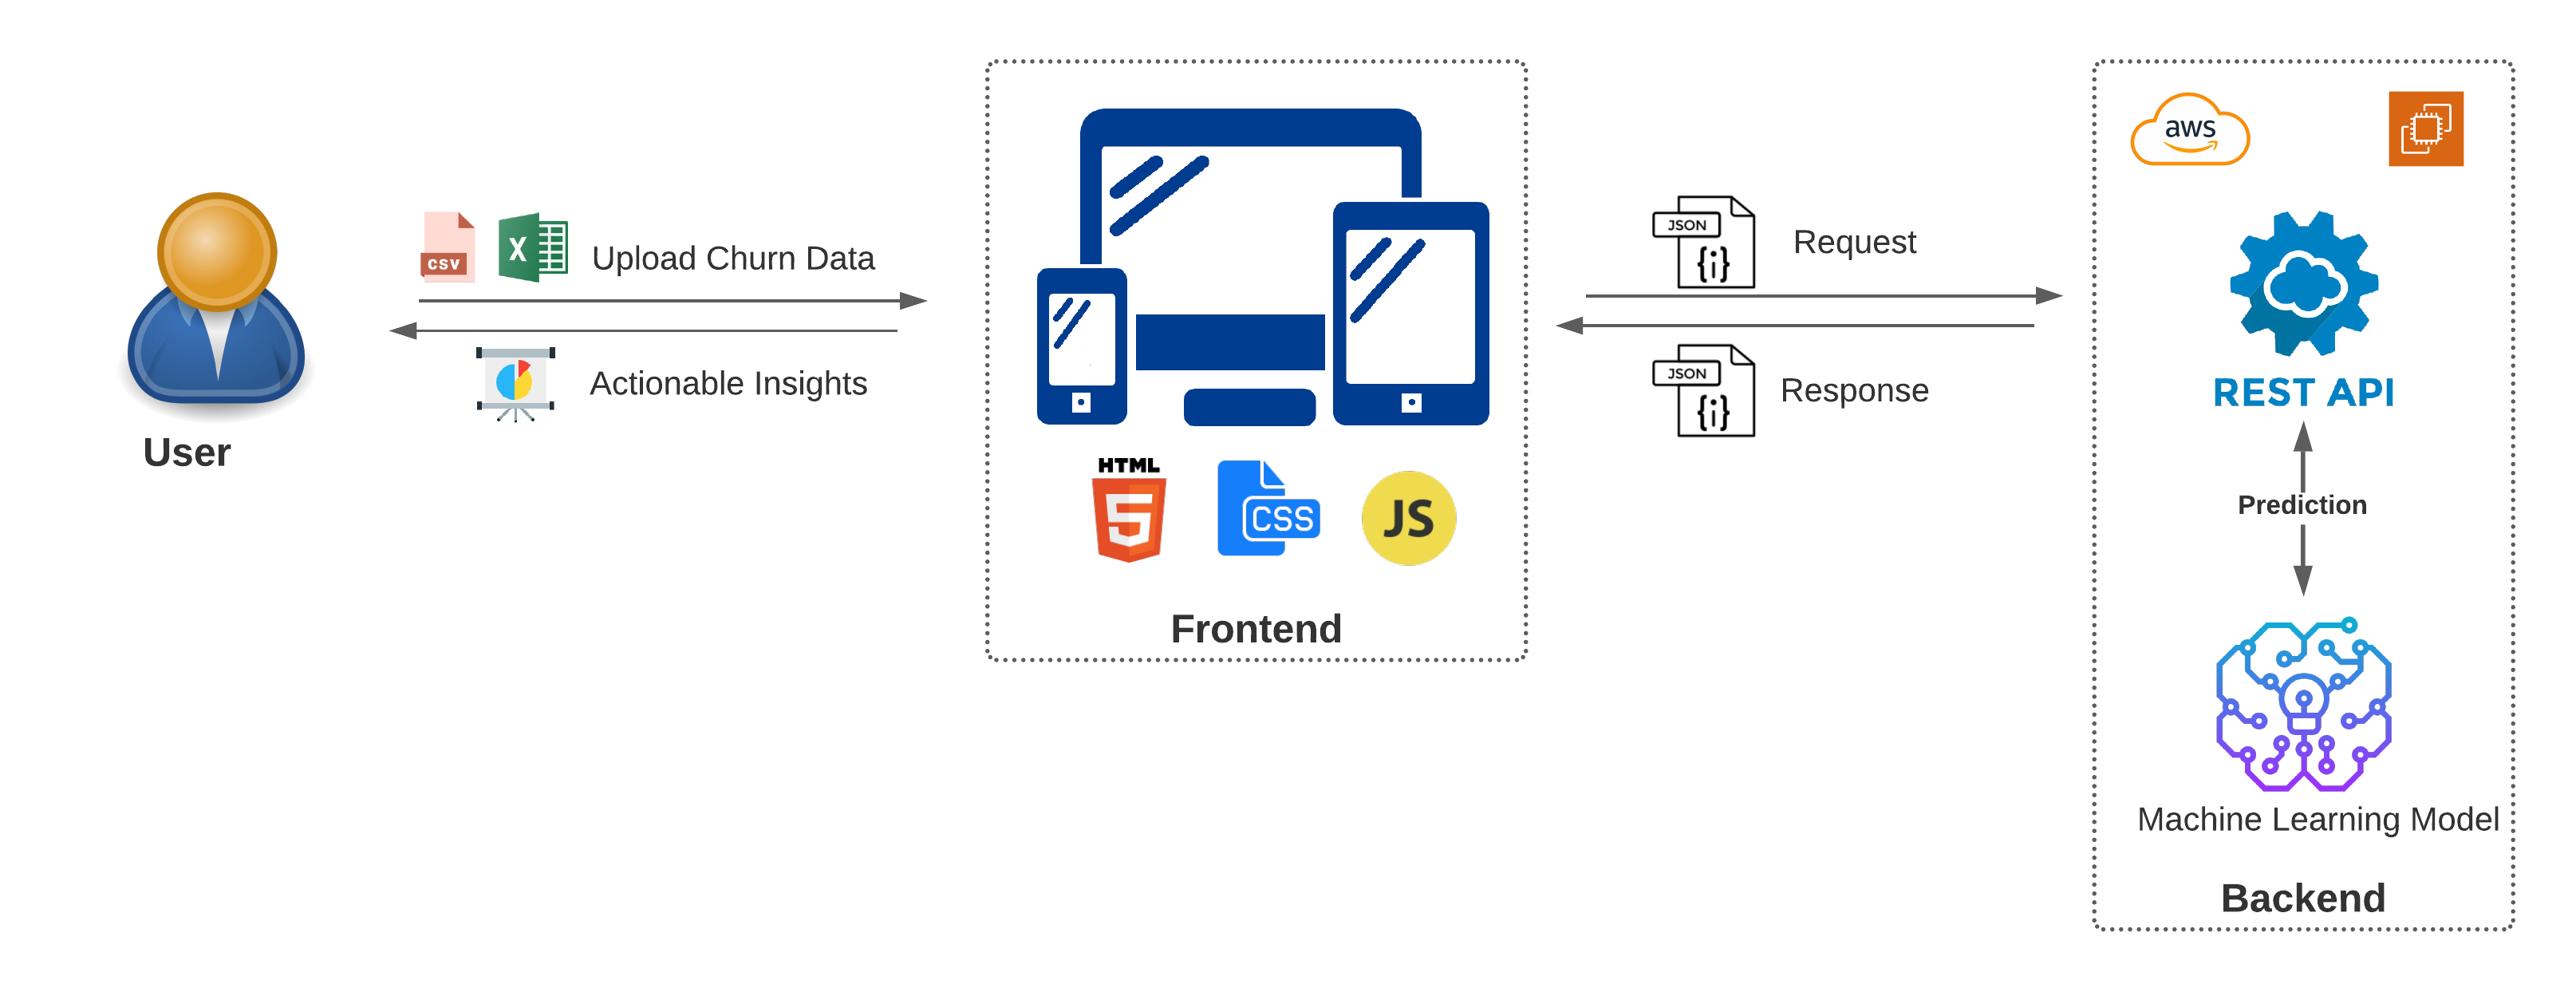 User
CSV
X
Upload Churn Data
Actionable Insights
HTML
5
CSS
JS
Frontend
JSON
{i}
Request
JSON
{i}
Response
aws
REST API
Prediction
Machine Learning Model
Backend